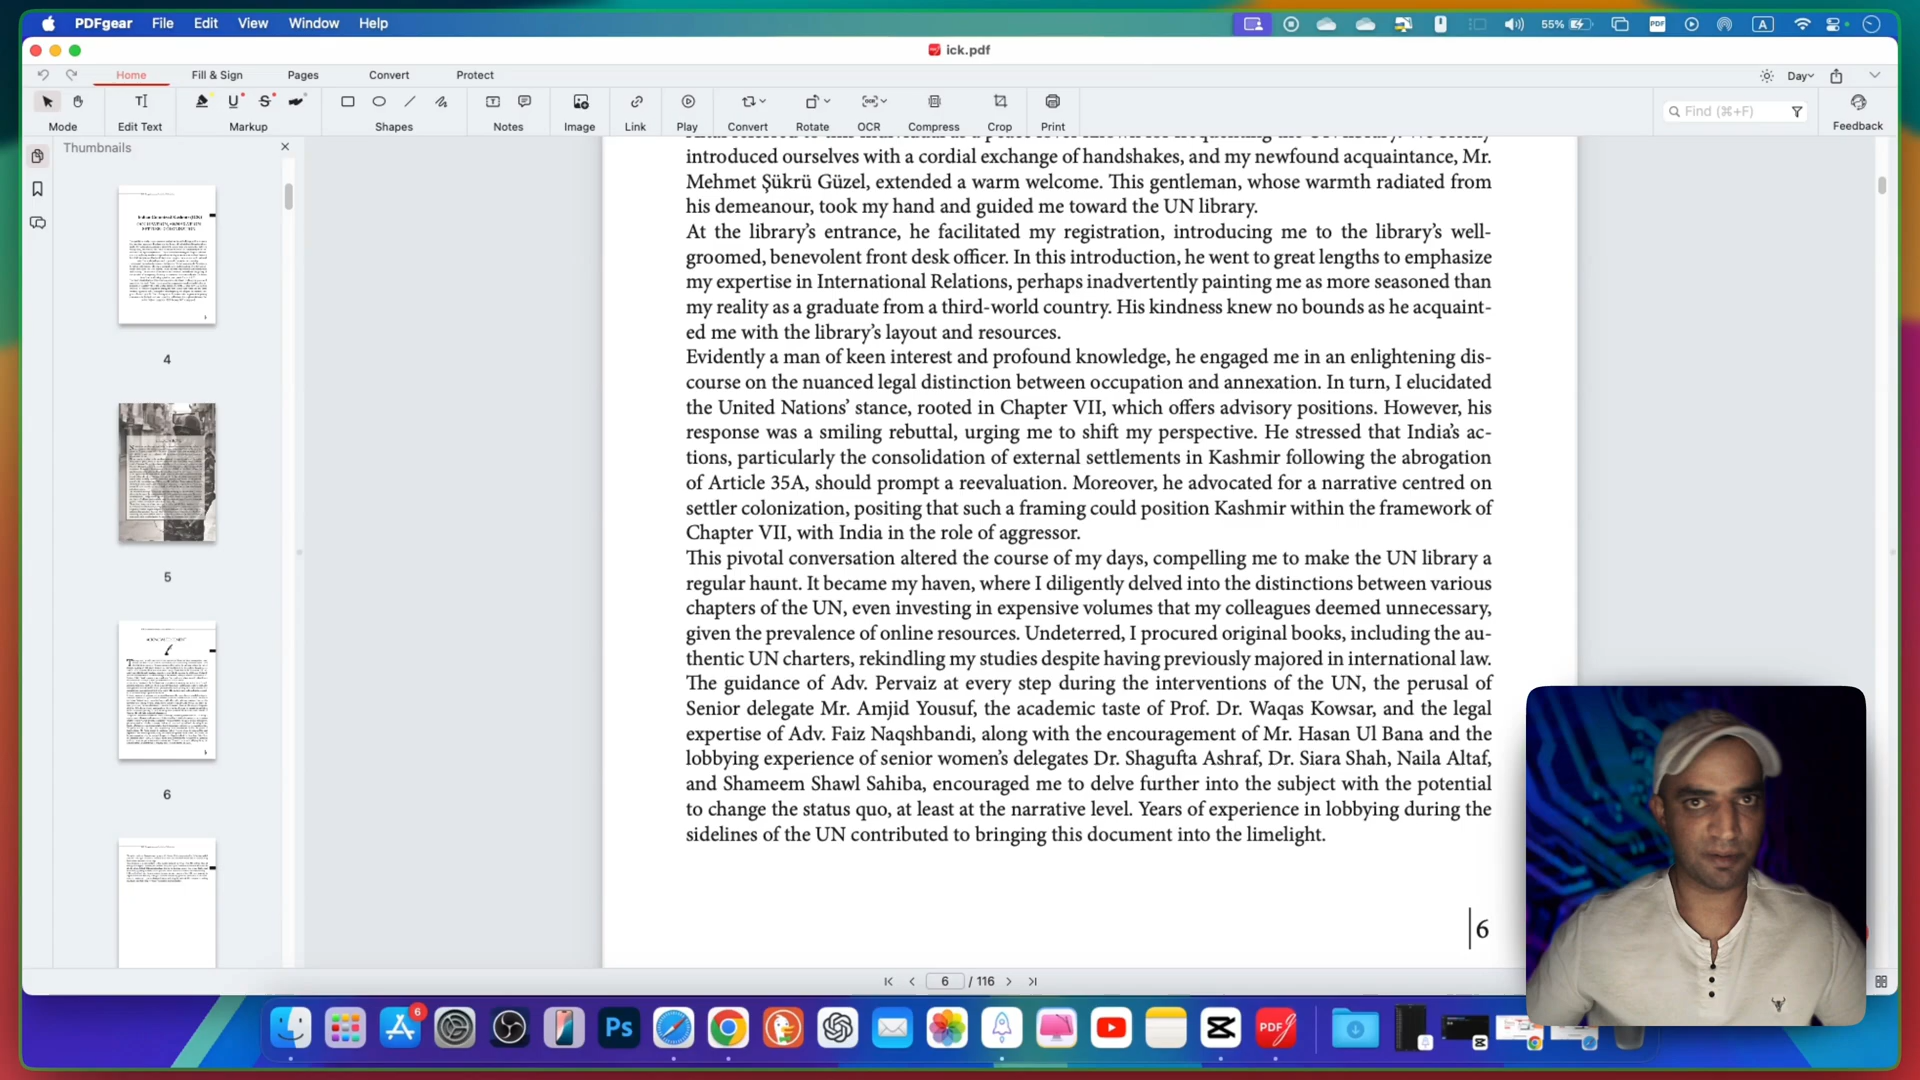 PDFgear File Edit View Window Help
55%
A
ick.pdf
Home Fill & Sign Pages Convert Protect
Day
Mode
Edit Text
Markup
Shapes
Notes
Image
Link
Play
Convert
Rotate
OCR
Compress
Crop
Print
Find (⌘+F)
Feedback
Thumbnails
4
5
6
introduced ourselves with a cordial exchange of handshakes, and my newfound acquaintance, Mr.
Mehmet Şükrü Güzel, extended a warm welcome. This gentleman, whose warmth radiated from
his demeanour, took my hand and guided me toward the UN library.
At the library's entrance, he facilitated my registration, introducing me to the library's well-
groomed, benevolent front desk officer. In this introduction, he went to great lengths to emphasize
my expertise in International Relations, perhaps inadvertently painting me as more seasoned than
my reality as a graduate from a third-world country. His kindness knew no bounds as he acquaint-
ed me with the library's layout and resources.
Evidently a man of keen interest and profound knowledge, he engaged me in an enlightening dis-
course on the nuanced legal distinction between occupation and annexation. In turn, I elucidated
the United Nations' stance, rooted in Chapter VII, which offers advisory positions. However, his
response was a smiling rebuttal, urging me to shift my perspective. He stressed that India's ac-
tions, particularly the consolidation of external settlements in Kashmir following the abrogation
of Article 35A, should prompt a reevaluation. Moreover, he advocated for a narrative centred on
settler colonization, positing that such a framing could position Kashmir within the framework of
Chapter VII, with India in the role of aggressor.
This pivotal conversation altered the course of my days, compelling me to make the UN library a
regular haunt. It became my haven, where I diligently delved into the distinctions between various
chapters of the UN, even investing in expensive volumes that my colleagues deemed unnecessary,
given the prevalence of online resources. Undeterred, I procured original books, including the au-
thentic UN charters, rekindling my studies despite having previously majored in international law.
The guidance of Adv. Pervaiz at every step during the interventions of the UN, the perusal of
Senior delegate Mr. Amjid Yousuf, the academic taste of Prof. Dr. Waqas Kowsar, and the legal
expertise of Adv. Faiz Naqshbandi, along with the encouragement of Mr. Hasan Ul Bana and the
lobbying experience of senior women's delegates Dr. Shagufta Ashraf, Dr. Siara Shah, Naila Altaf,
and Shameem Shawl Sahiba, encouraged me to delve further into the subject with the potential
to change the status quo, at least at the narrative level. Years of experience in lobbying during the
sidelines of the UN contributed to bringing this document into the limelight.
6
6 / 116
6
Ps
PDF